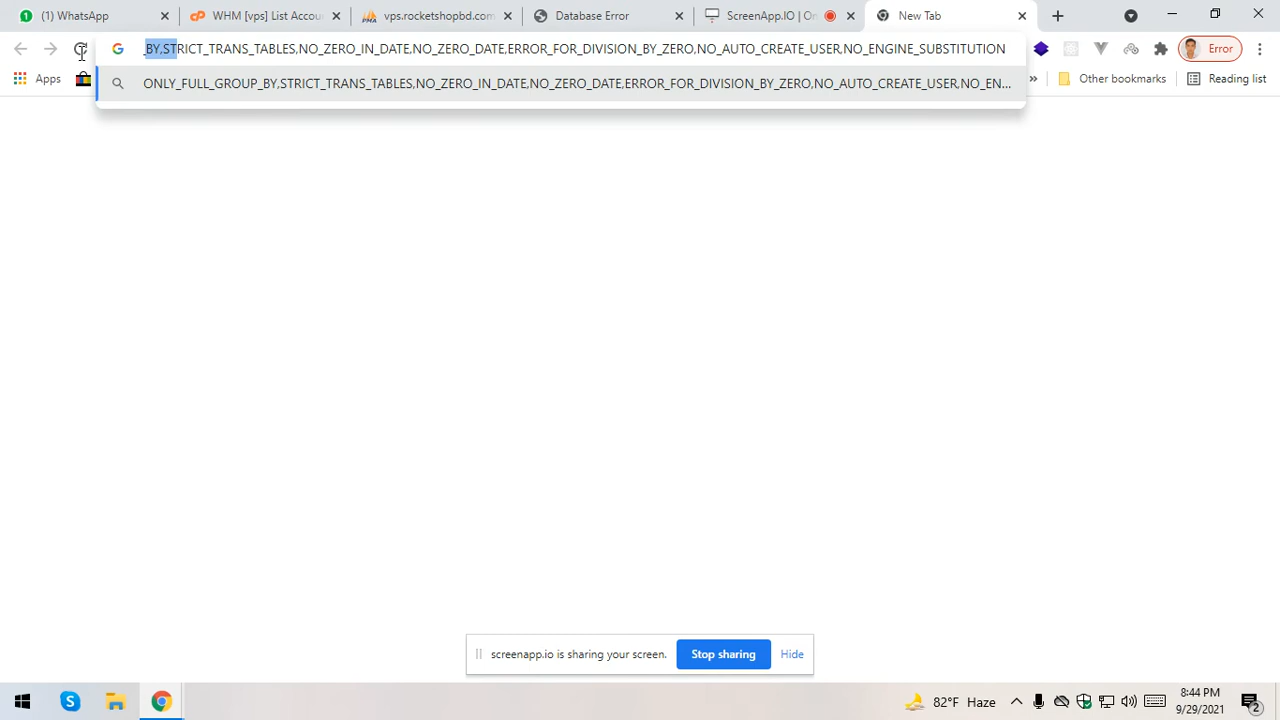 (1) WhatsApp
WHM [vps] List Accou
vps.rocketshopbd.com
Database Error
ScreenApp.IO | On
New Tab
_BY,STRICT_TRANS_TABLES,NO_ZERO_IN_DATE,NO_ZERO_DATE,ERROR_FOR_DIVISION_BY_ZERO,NO_AUTO_CREATE_USER,NO_ENGINE_SUBSTITUTION
Error
Apps
ONLY_FULL_GROUP_BY,STRICT_TRANS_TABLES,NO_ZERO_IN_DATE,NO_ZERO_DATE,ERROR_FOR_DIVISION_BY_ZERO,NO_AUTO_CREATE_USER,NO_EN...
Other bookmarks
Reading list
screenapp.io is sharing your screen.
Stop sharing
Hide
82°F Haze
8:44 PM
9/29/2021
2